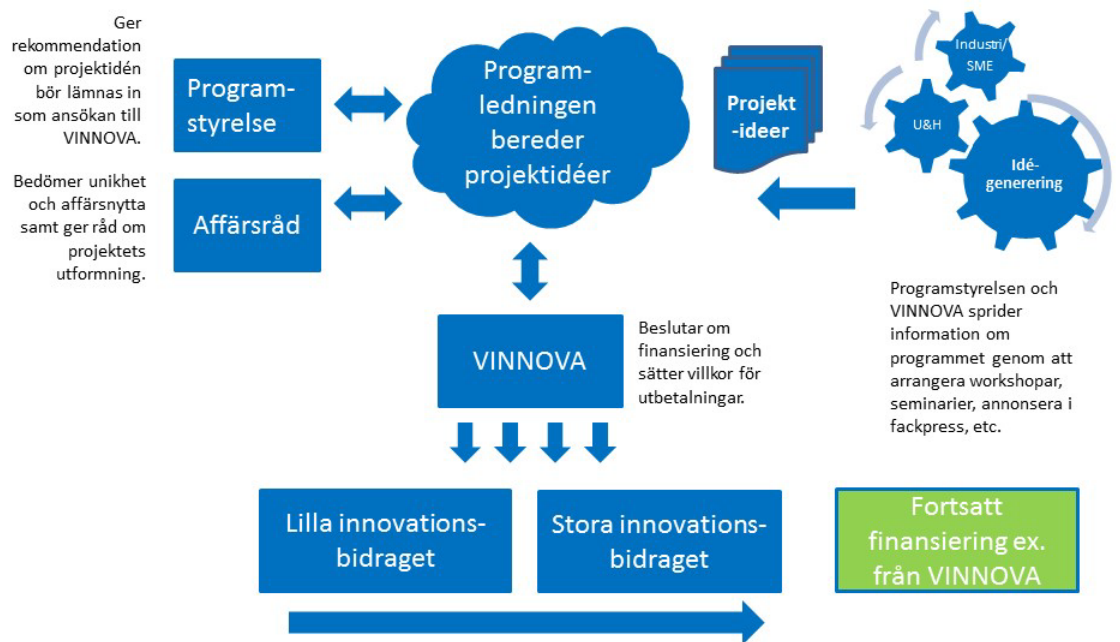 Ger
rekommendation
om projektidén
bör lämnas in
som ansökan till
VINNOVA.
Program-
styrelse
Bedömer unikhet
och affärsnytta
samt ger råd om
projektets
utformning.
Affärsråd
Program-
ledningen
bereder
projektidéer
Projekt
-ideer
Industri/
SME
U&H
Idé-
generering
Programstyrelsen och
VINNOVA sprider
information om
programmet genom att
arrangera workshopar,
seminarier, annonsera i
fackpress, etc.
VINNOVA
Beslutar om
finansiering och
sätter villkor för
utbetalningar.
Lilla innovations-
bidraget
Stora innovations-
bidraget
Fortsatt
finansiering ex.
från VINNOVA